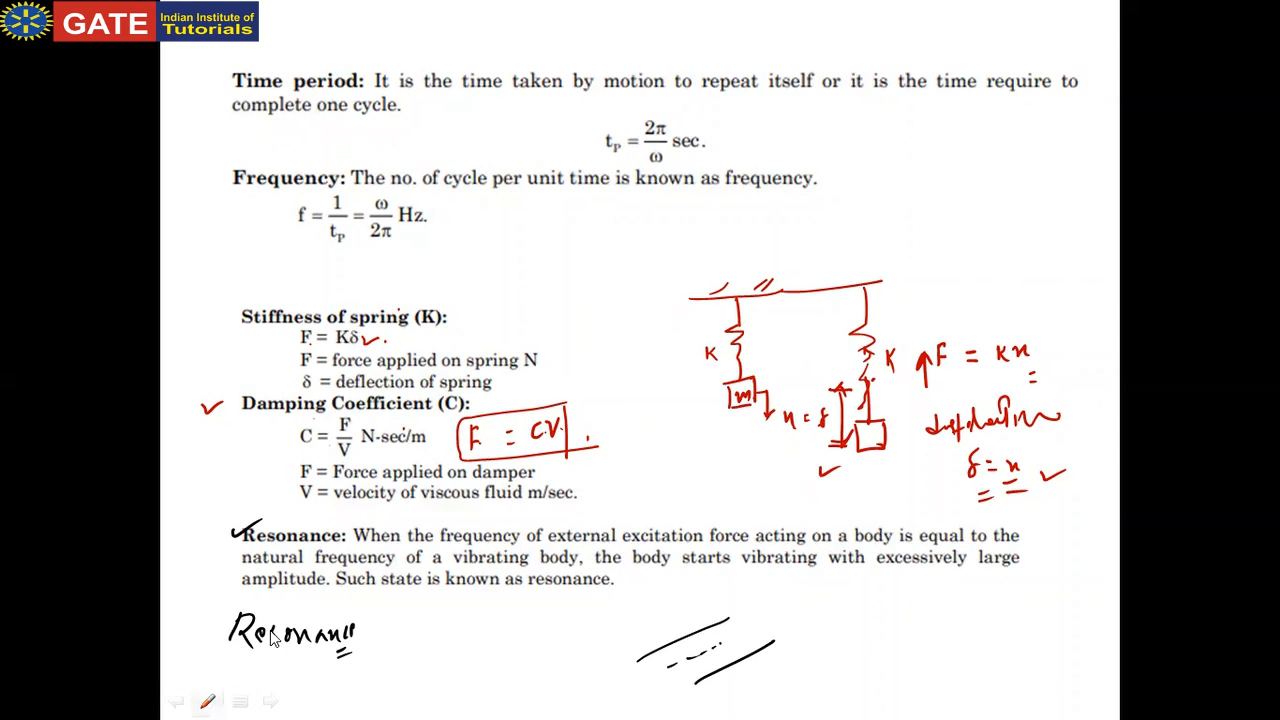 GATE Indian Institute of
Tutorials
Time period: It is the time taken by motion to repeat itself or it is the time require to
complete one cycle.
tP = 2π/ω sec.
Frequency: The no. of cycle per unit time is known as frequency.
f = 1/tP = ω/2π Hz.
Stiffness of spring (K):
F = Kδ
F = force applied on spring N
δ = deflection of spring
Damping Coefficient (C):
C = F/V N-sec/m
F = CV
F = Force applied on damper
V = velocity of viscous fluid m/sec.
K
m
x = δ
K
F = Kx
δ = x
Resonance: When the frequency of external excitation force acting on a body is equal to the
natural frequency of a vibrating body, the body starts vibrating with excessively large
amplitude. Such state is known as resonance.
Resonance